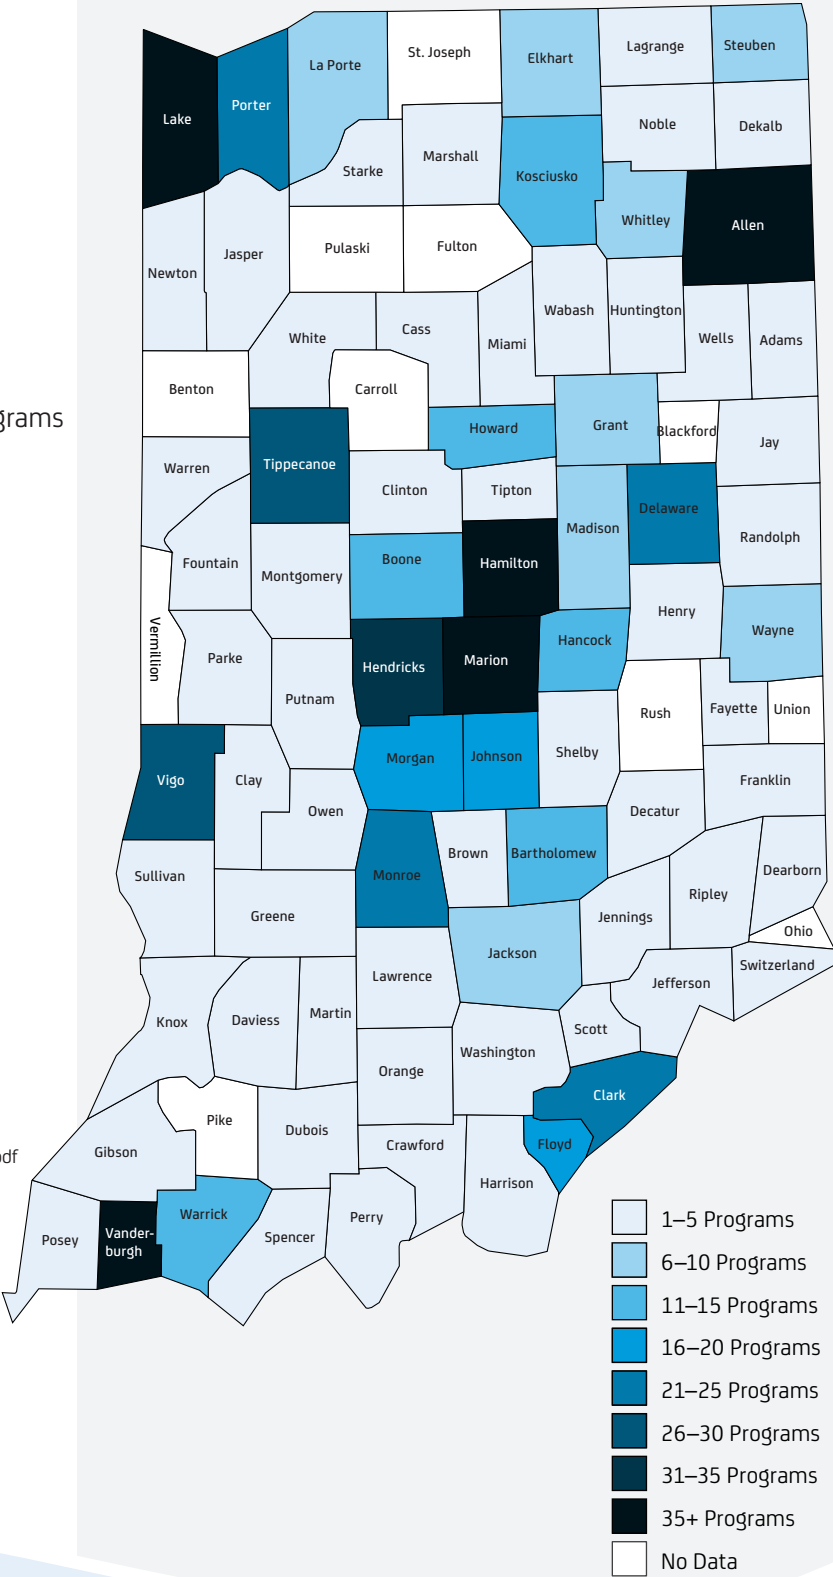 St. Joseph
La Porte
Elkhart
Lagrange
Steuben
Lake
Porter
Noble
Dekalb
Starke
Marshall
Kosciusko
Whitley
Allen
Newton
Jasper
Pulaski
Fulton
Wabash
Huntington
White
Cass
Miami
Wells
Adams
Benton
Carroll
grams
Howard
Grant
Blackford
Jay
Warren
Tippecanoe
Clinton
Tipton
Madison
Delaware
Randolph
Fountain
Montgomery
Boone
Hamilton
Henry
Wayne
Vermillion
Parke
Hendricks
Marion
Hancock
Putnam
Rush
Fayette
Union
Vigo
Clay
Morgan
Johnson
Shelby
Franklin
Owen
Decatur
Sullivan
Monroe
Brown
Bartholomew
Dearborn
Greene
Jennings
Ripley
Ohio
Jackson
Switzerland
Lawrence
Jefferson
Knox
Daviess
Martin
Scott
Orange
Washington
Clark
Pike
Dubois
Crawford
Floyd
odf
Gibson
Harrison
Posey
Vander-
burgh
Warrick
Spencer
Perry
1–5 Programs
6–10 Programs
11–15 Programs
16–20 Programs
21–25 Programs
26–30 Programs
31–35 Programs
35+ Programs
No Data